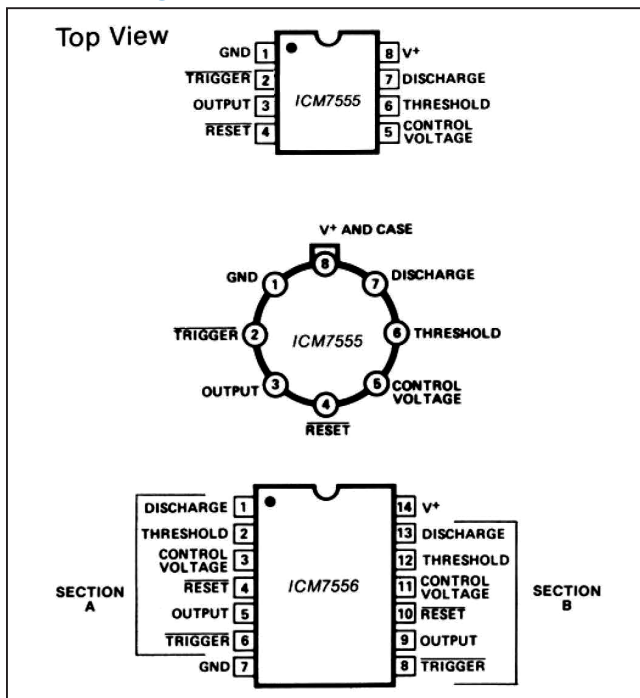 Top View
GND 1
TRIGGER 2
OUTPUT 3
RESET 4
ICM7555
8 V+
7 DISCHARGE
6 THRESHOLD
5 CONTROL
VOLTAGE
V+ AND CASE
8
GND 1
7 DISCHARGE
TRIGGER 2
ICM7555
6 THRESHOLD
OUTPUT 3
5 CONTROL
VOLTAGE
4
RESET
SECTION
A
DISCHARGE 1
THRESHOLD 2
CONTROL
VOLTAGE 3
RESET 4
OUTPUT 5
TRIGGER 6
GND 7
ICM7556
14 V+
13 DISCHARGE
12 THRESHOLD
11 CONTROL
VOLTAGE
10 RESET
9 OUTPUT
8 TRIGGER
SECTION
B